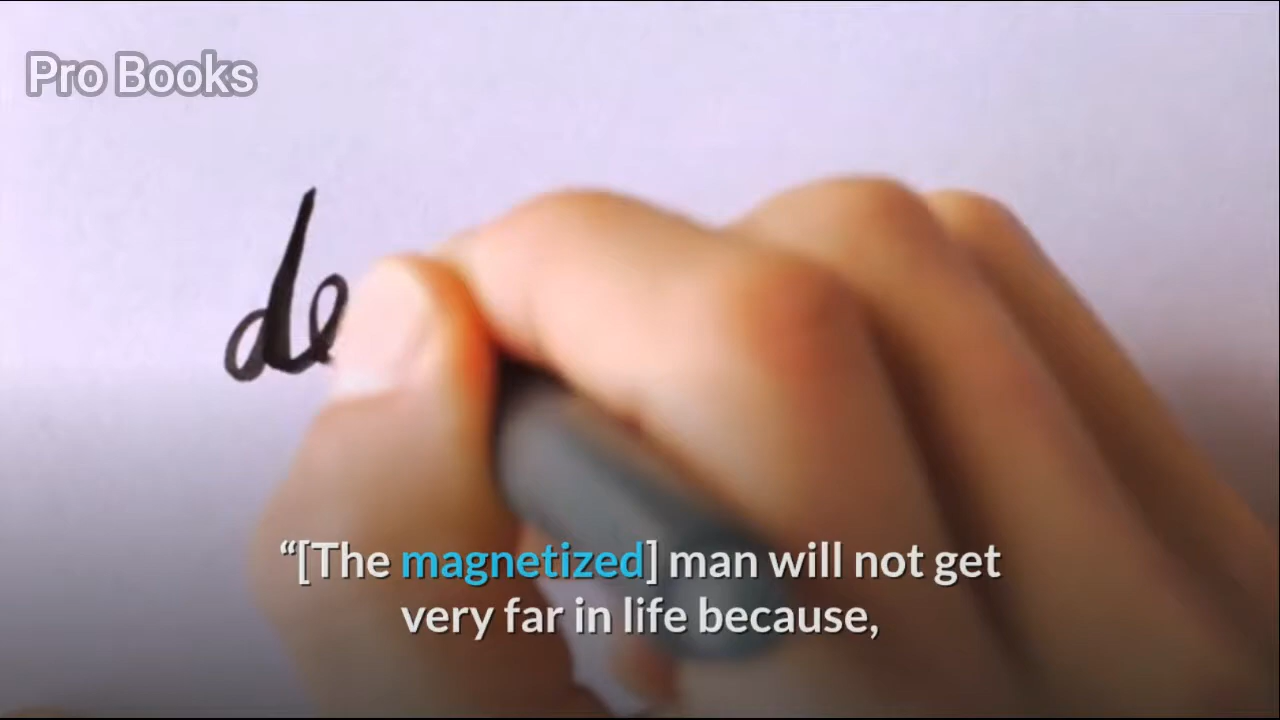 Pro Books
de
“[The magnetized] man will not get
very far in life because,